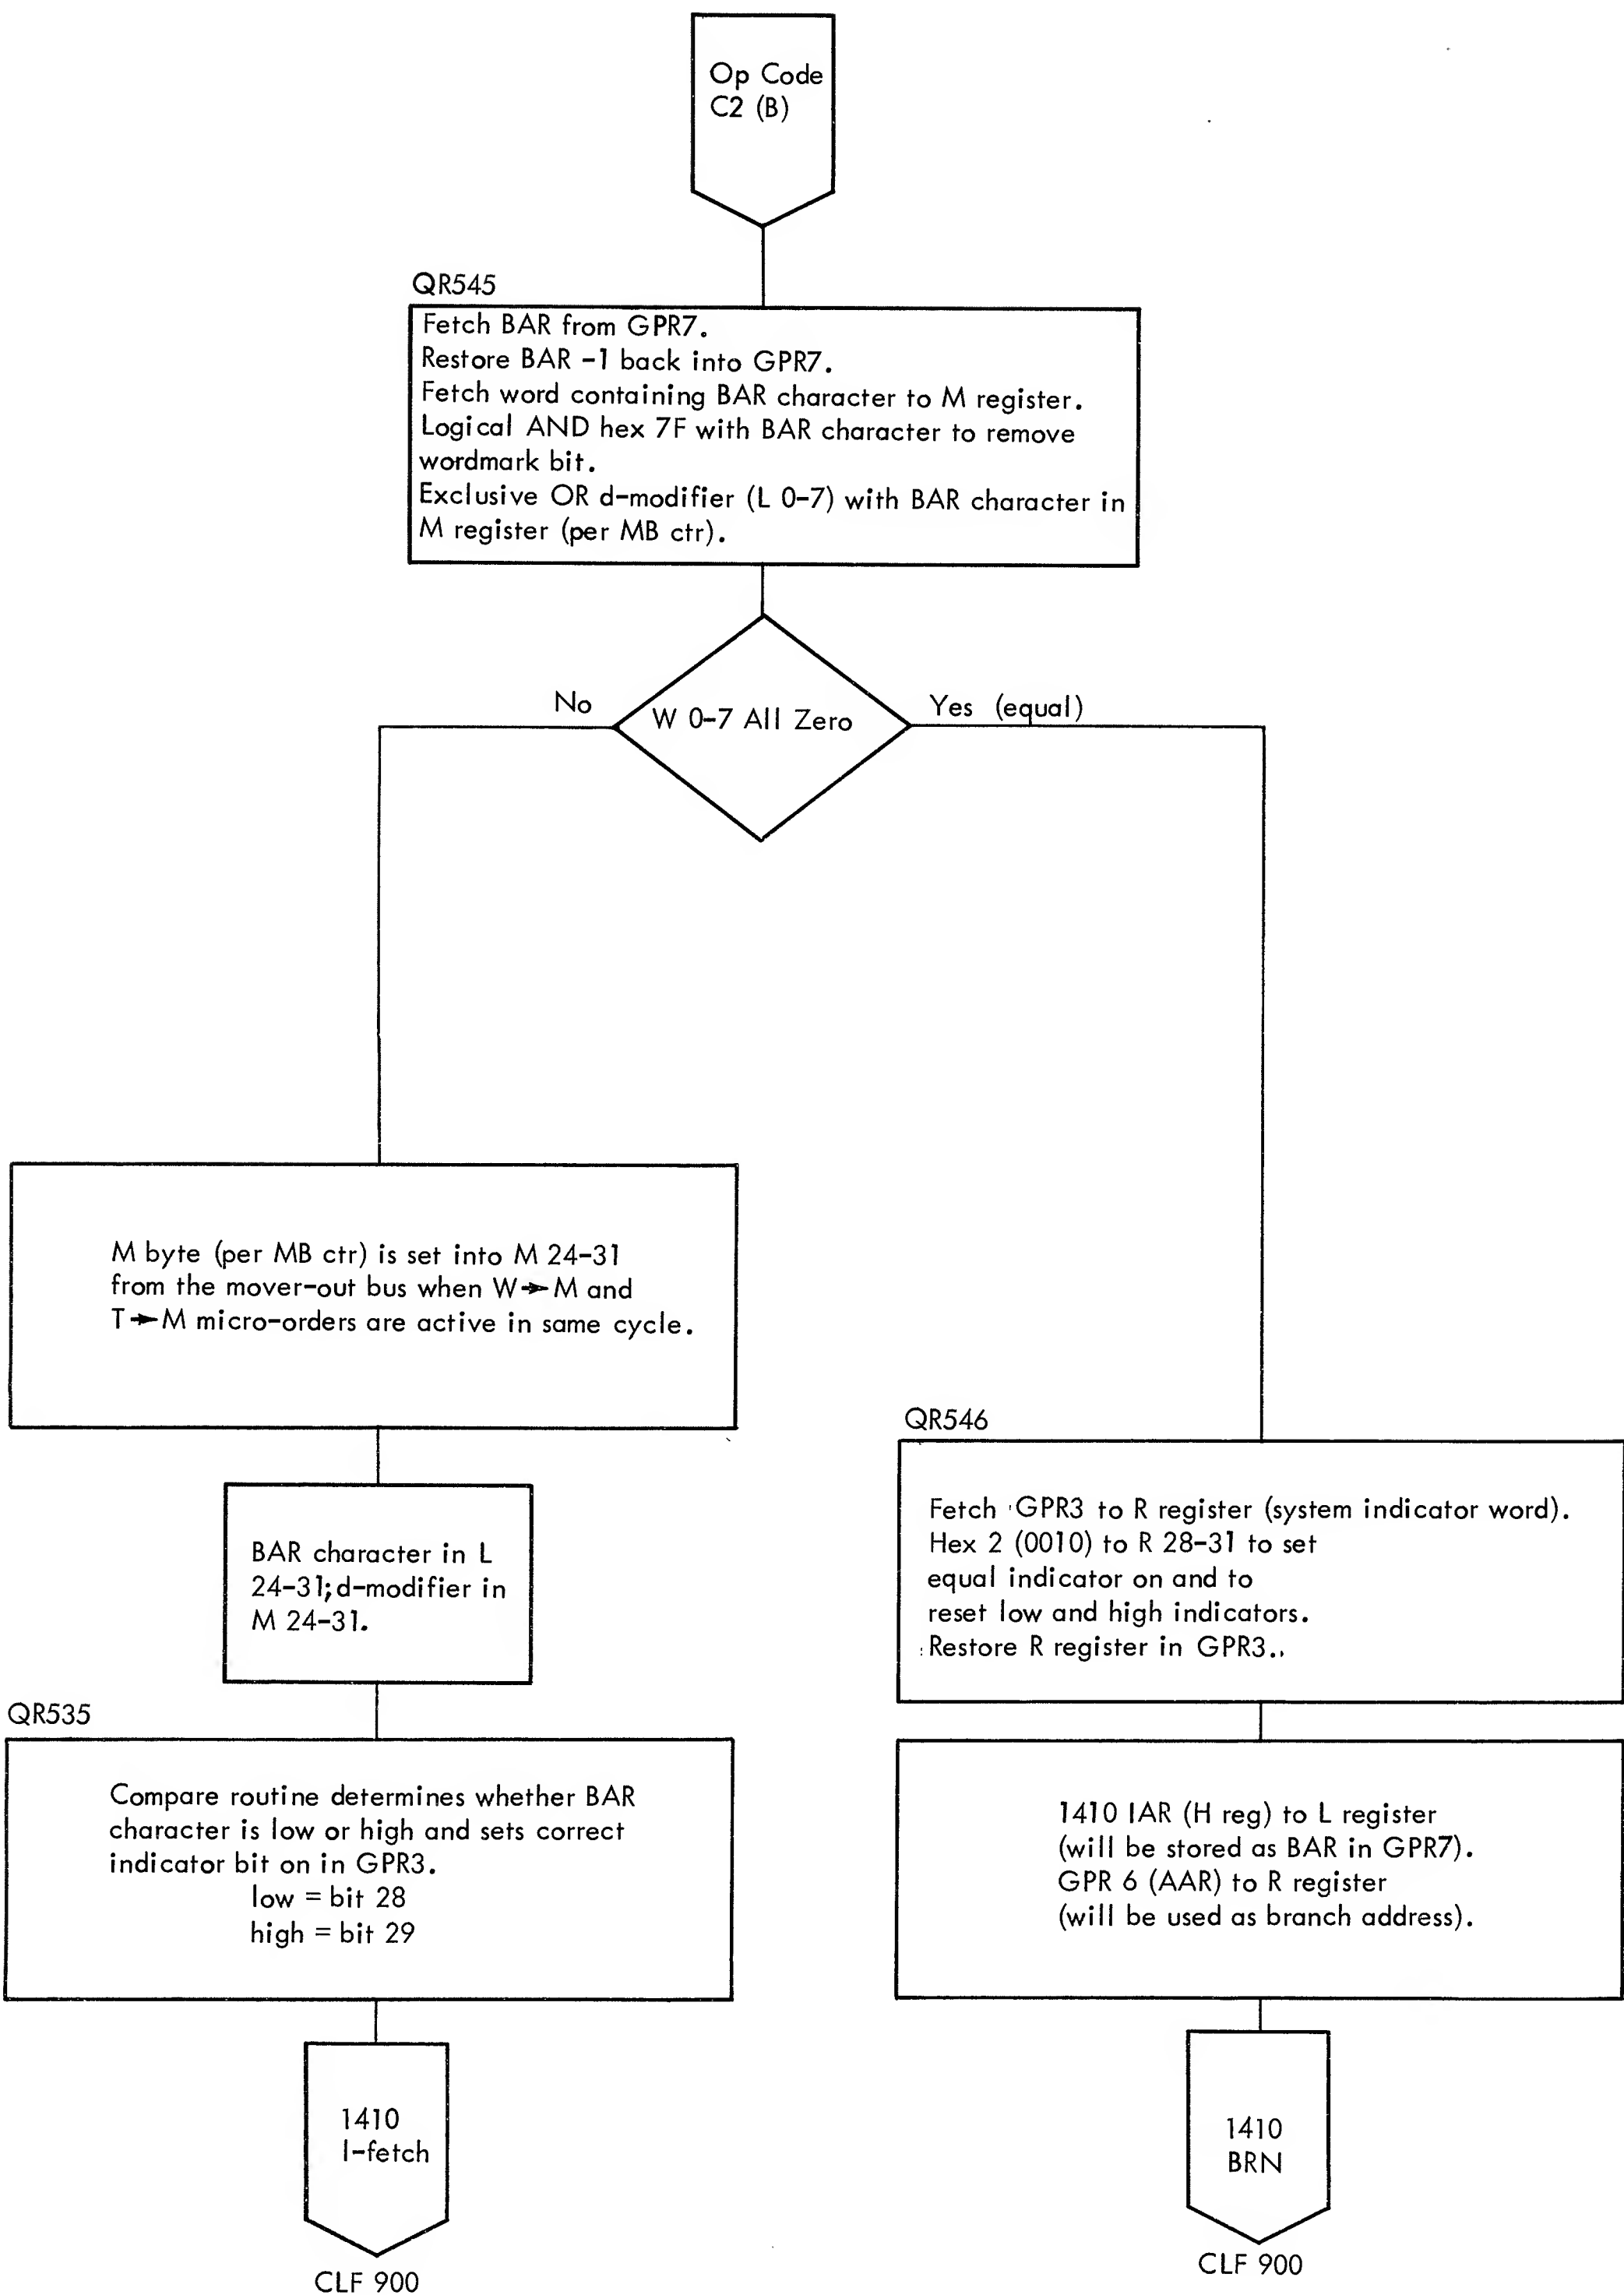 Op Code
C2 (B)
QR545
Fetch BAR from GPR7.
Restore BAR -1 back into GPR7.
Fetch word containing BAR character to M register.
Logical AND hex 7F with BAR character to remove
wordmark bit.
Exclusive OR d-modifier (L 0-7) with BAR character in
M register (per MB ctr).
No
W 0-7 All Zero
Yes (equal)
M byte (per MB ctr) is set into M 24-31
from the mover-out bus when W→M and
T→M micro-orders are active in same cycle.
BAR character in L
24-31; d-modifier in
M 24-31.
QR535
Compare routine determines whether BAR
character is low or high and sets correct
indicator bit on in GPR3.
low = bit 28
high = bit 29
1410
I-fetch
CLF 900
QR546
Fetch GPR3 to R register (system indicator word).
Hex 2 (0010) to R 28-31 to set
equal indicator on and to
reset low and high indicators.
Restore R register in GPR3.
1410 IAR (H reg) to L register
(will be stored as BAR in GPR7).
GPR 6 (AAR) to R register
(will be used as branch address).
1410
BRN
CLF 900